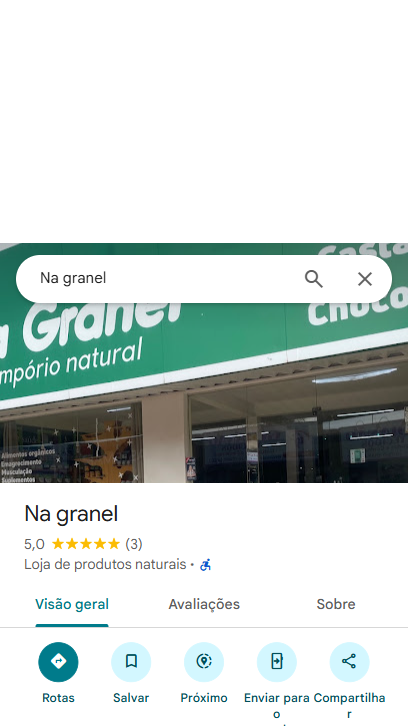 Na granel
Casta
Choco
a Granel
mpório natural
Alimentos orgânicos
Emagrecimento
Musculação
Suplementos
Na granel
5,0 (3)
Loja de produtos naturais ·
Visão geral
Avaliações
Sobre
Rotas
Salvar
Próximo
Enviar para o
Compartilhar